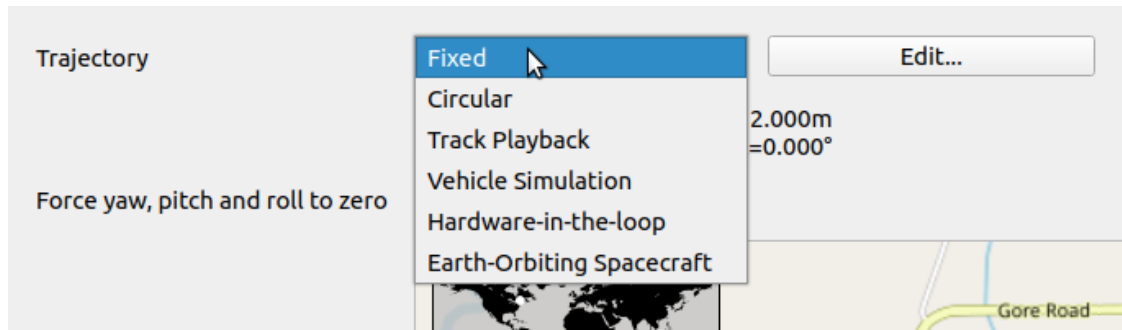 Trajectory
Fixed
Edit...
Circular
2.000m
Track Playback
=0.000°
Vehicle Simulation
Force yaw, pitch and roll to zero
Hardware-in-the-loop
Earth-Orbiting Spacecraft
Gore Road